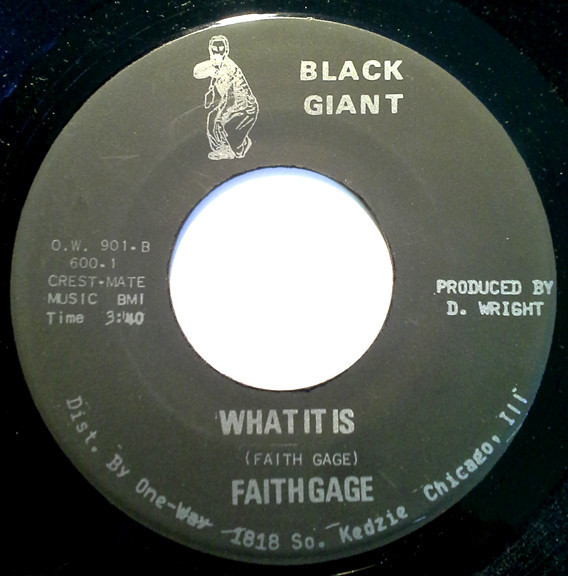 BLACK
GIANT
O.W. 901-B
600-1
CREST-MATE
MUSIC BMI
Time 3:40
PRODUCED BY
D. WRIGHT
WHAT IT IS
(FAITH GAGE)
FAITH GAGE
Dist. By One-Way 1818 So. Kedzie Chicago, Ill